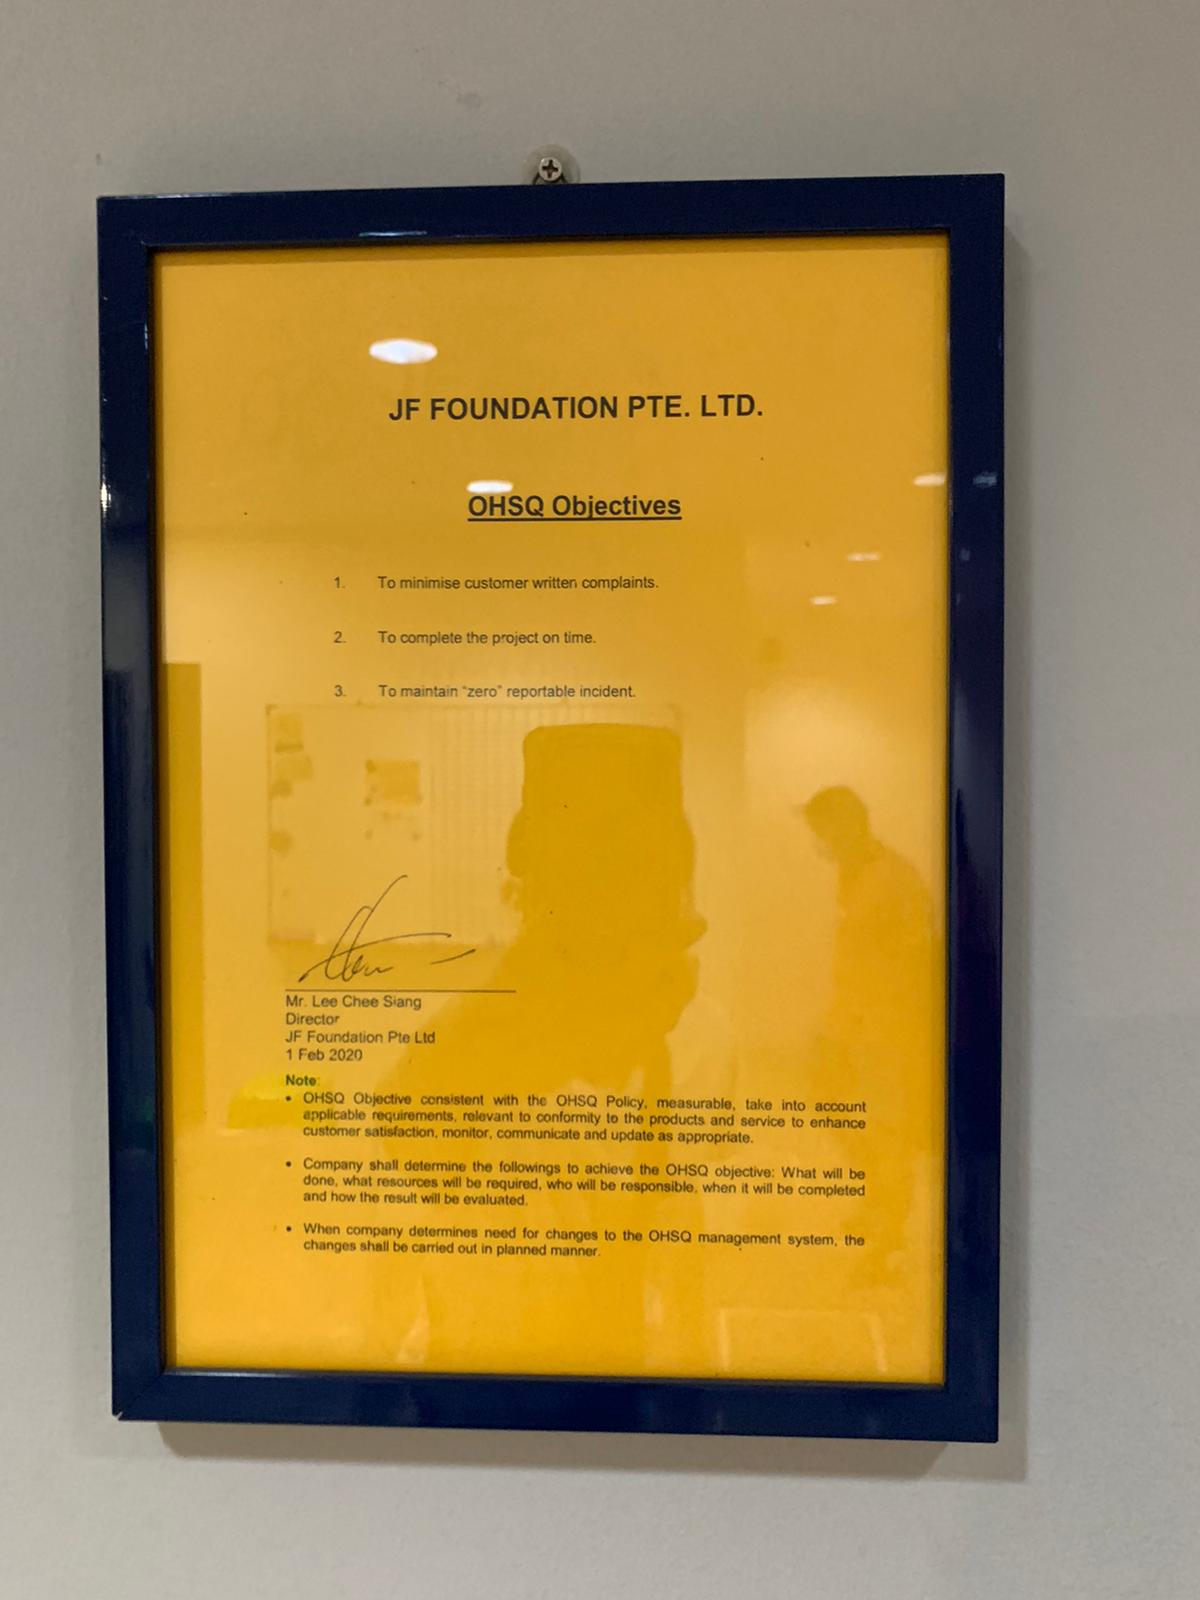 JF FOUNDATION PTE. LTD.
OHSQ Objectives
1. To minimise customer written complaints.
2. To complete the project on time.
3. To maintain “zero” reportable incident.
Mr. Lee Chee Siang
Director
JF Foundation Pte Ltd
1 Feb 2020
Note:
• OHSQ Objective consistent with the OHSQ Policy, measurable, take into account
applicable requirements, relevant to conformity to the products and service to enhance
customer satisfaction, monitor, communicate and update as appropriate.
• Company shall determine the followings to achieve the OHSQ objective: What will be
done, what resources will be required, who will be responsible, when it will be completed
and how the result will be evaluated.
• When company determines need for changes to the OHSQ management system, the
changes shall be carried out in planned manner.